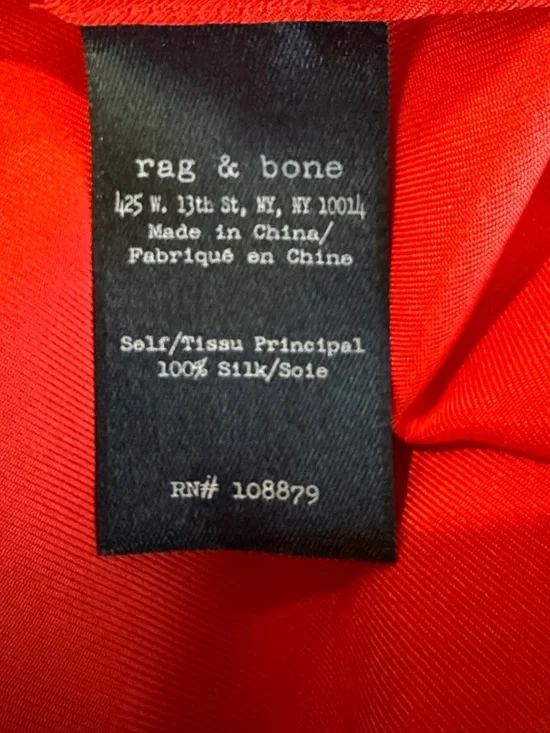 rag & bone
425 W. 13th St, NY, NY 10014
Made in China/
Fabriqué en Chine
Self/Tissu Principal
100% Silk/Soie
RN# 108879